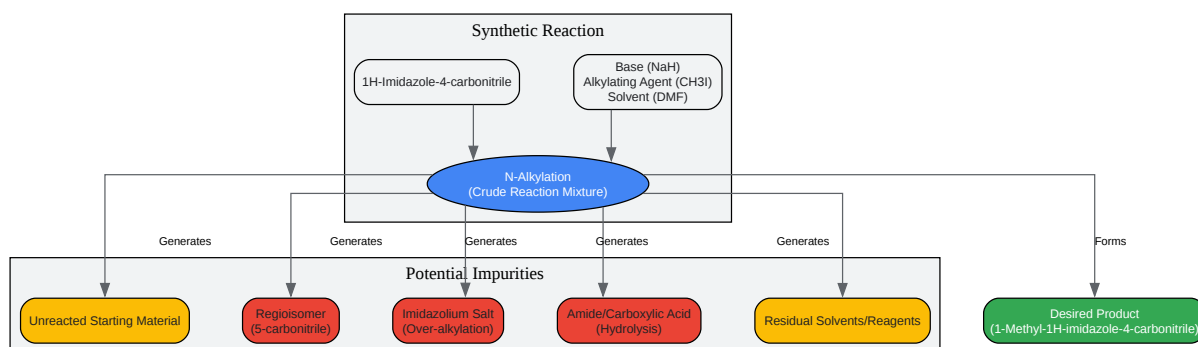 Synthetic Reaction
1H-Imidazole-4-carbonitrile
Base (NaH)
Alkylating Agent (CH3I)
Solvent (DMF)
N-Alkylation
(Crude Reaction Mixture)
Generates
Generates
Generates
Generates
Generates
Forms
Potential Impurities
Unreacted Starting Material
Regioisomer
(5-carbonitrile)
Imidazolium Salt
(Over-alkylation)
Amide/Carboxylic Acid
(Hydrolysis)
Residual Solvents/Reagents
Desired Product
(1-Methyl-1H-imidazole-4-carbonitrile)